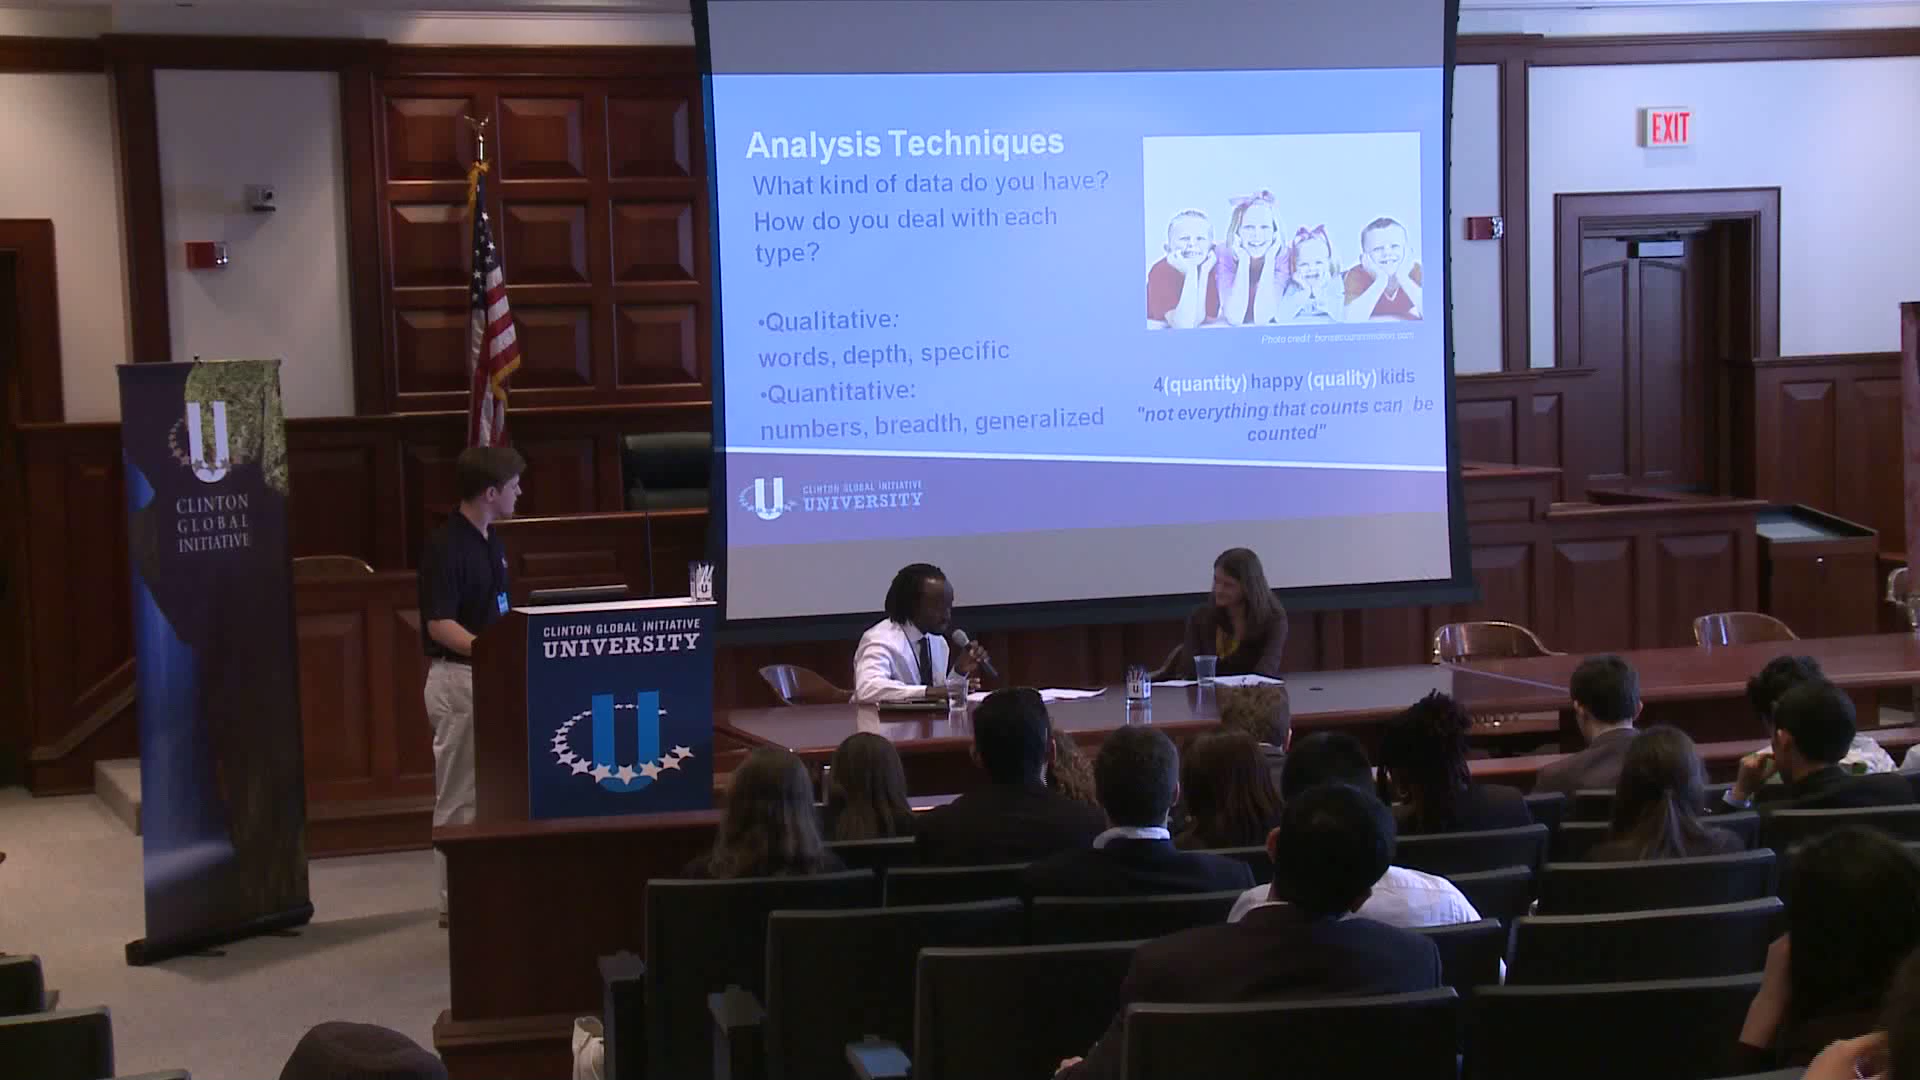 Analysis Techniques
What kind of data do you have?
How do you deal with each
type?
•Qualitative:
words, depth, specific
•Quantitative:
numbers, breadth, generalized
Photo credit:
4(quantity) happy (quality) kids
"not everything that counts can be
counted"
U
CLINTON GLOBAL INITIATIVE
UNIVERSITY
EXIT
U
CLINTON
GLOBAL
INITIATIVE
CLINTON GLOBAL INITIATIVE
UNIVERSITY
U
U
U